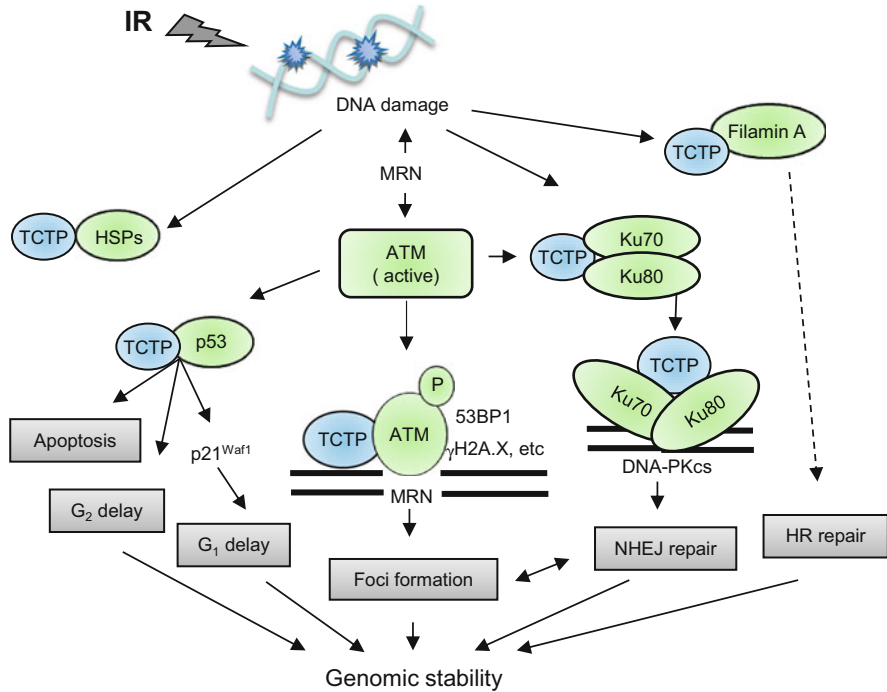 IR
DNA damage
Filamin A
TCTP
MRN
TCTP
HSPs
ATM
( active)
TCTP
Ku70
Ku80
TCTP
p53
TCTP
Ku70
Ku80
P
53BP1
TCTP
ATM
γH2A.X, etc
Apoptosis
p21Waf1
DNA-PKcs
MRN
G2 delay
G1 delay
NHEJ repair
HR repair
Foci formation
Genomic stability